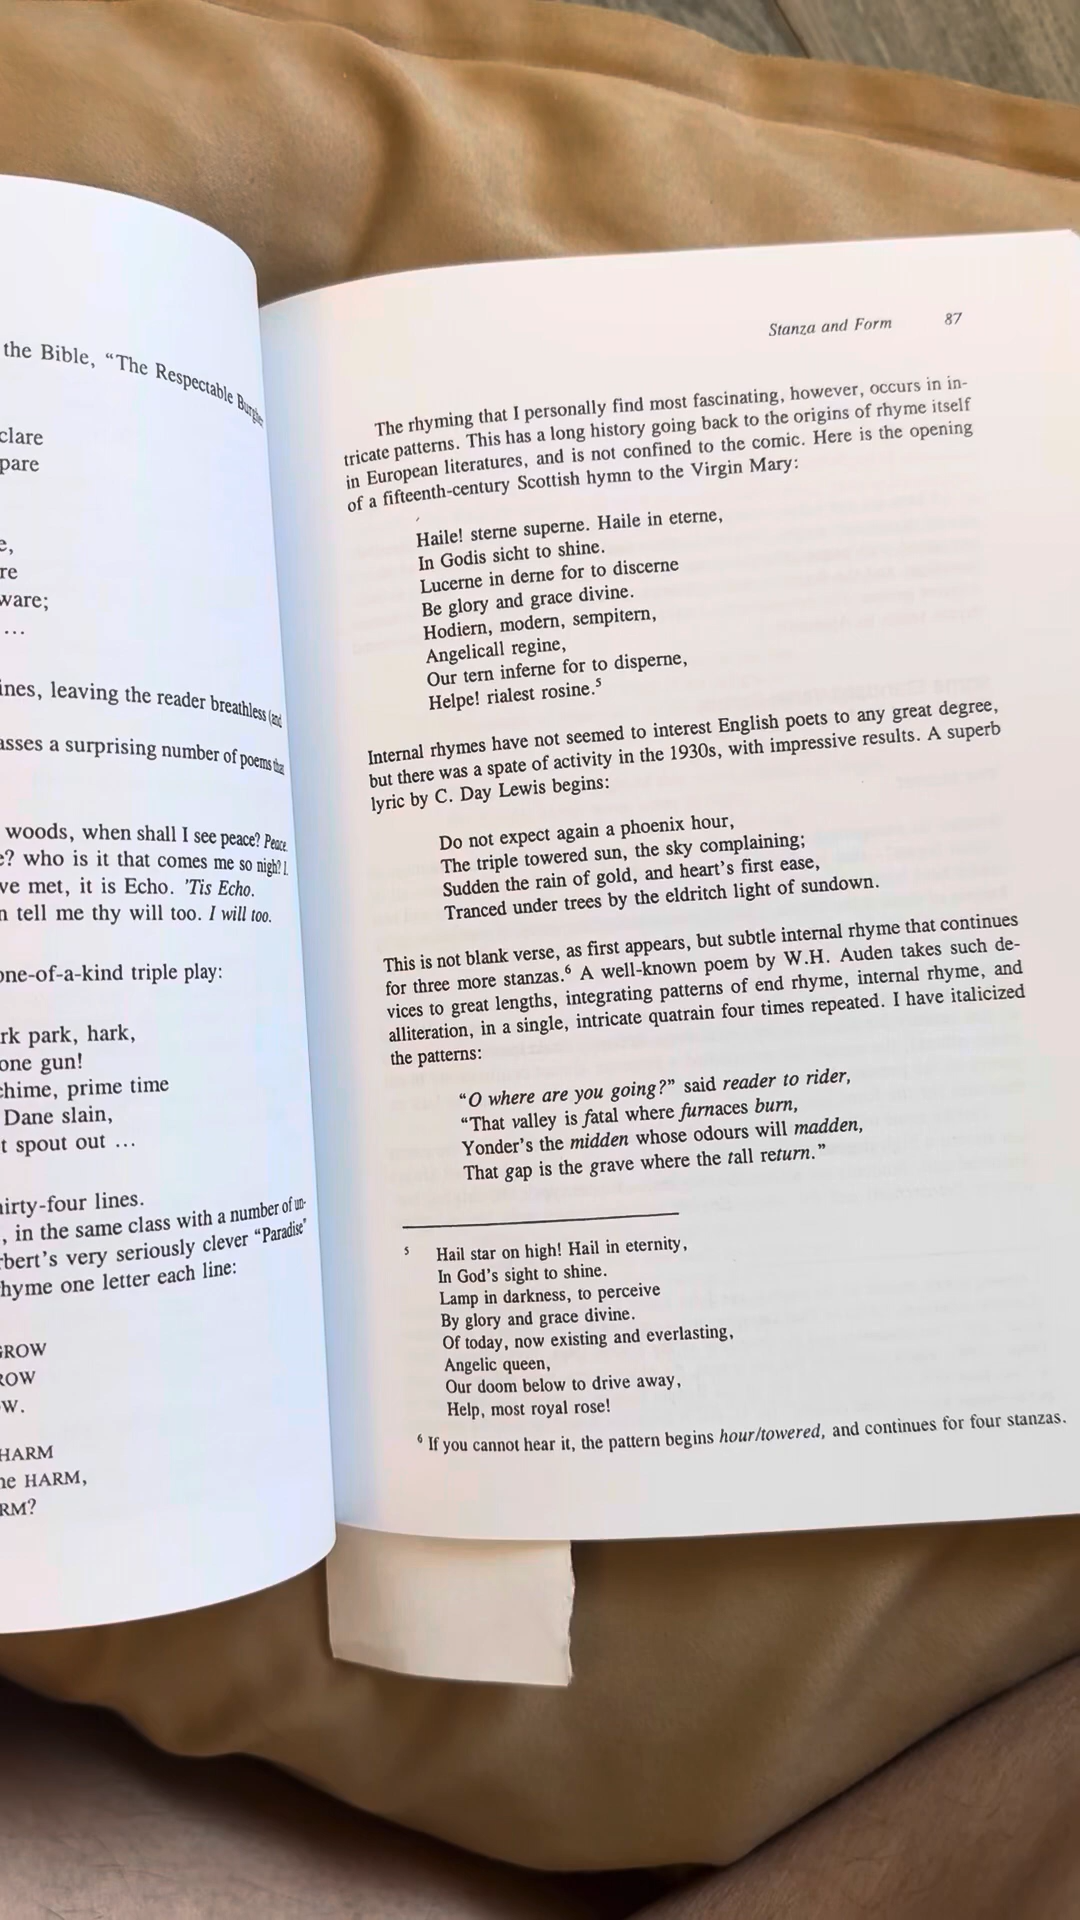 the Bible, “The Respectable Burgher
clare
pare
e,
re
ware;
...
ines, leaving the reader breathless (and
asses a surprising number of poems that
woods, when shall I see peace? Peace.
e? who is it that comes me so nigh? I.
ve met, it is Echo. 'Tis Echo.
n tell me thy will too. I will too.
one-of-a-kind triple play:
rk park, hark,
one gun!
chime, prime time
Dane slain,
t spout out ...
hirty-four lines.
, in the same class with a number of un-
rbert's very seriously clever “Paradise”
hyme one letter each line:
GROW
ROW
OW.
HARM
he HARM,
RM?
Stanza and Form 87
The rhyming that I personally find most fascinating, however, occurs in in-
tricate patterns. This has a long history going back to the origins of rhyme itself
in European literatures, and is not confined to the comic. Here is the opening
of a fifteenth-century Scottish hymn to the Virgin Mary:
Haile! sterne superne. Haile in eterne,
In Godis sicht to shine.
Lucerne in derne for to discerne
Be glory and grace divine.
Hodiern, modern, sempitern,
Angelicall regine,
Our tern inferne for to disperne,
Helpe! rialest rosine.5
Internal rhymes have not seemed to interest English poets to any great degree,
but there was a spate of activity in the 1930s, with impressive results. A superb
lyric by C. Day Lewis begins:
Do not expect again a phoenix hour,
The triple towered sun, the sky complaining;
Sudden the rain of gold, and heart's first ease,
Tranced under trees by the eldritch light of sundown.
This is not blank verse, as first appears, but subtle internal rhyme that continues
for three more stanzas.6 A well-known poem by W.H. Auden takes such de-
vices to great lengths, integrating patterns of end rhyme, internal rhyme, and
alliteration, in a single, intricate quatrain four times repeated. I have italicized
the patterns:
“O where are you going?” said reader to rider,
“That valley is fatal where furnaces burn,
Yonder's the midden whose odours will madden,
That gap is the grave where the tall return.”
5 Hail star on high! Hail in eternity,
In God's sight to shine.
Lamp in darkness, to perceive
By glory and grace divine.
Of today, now existing and everlasting,
Angelic queen,
Our doom below to drive away,
Help, most royal rose!
6 If you cannot hear it, the pattern begins hour/towered, and continues for four stanzas.